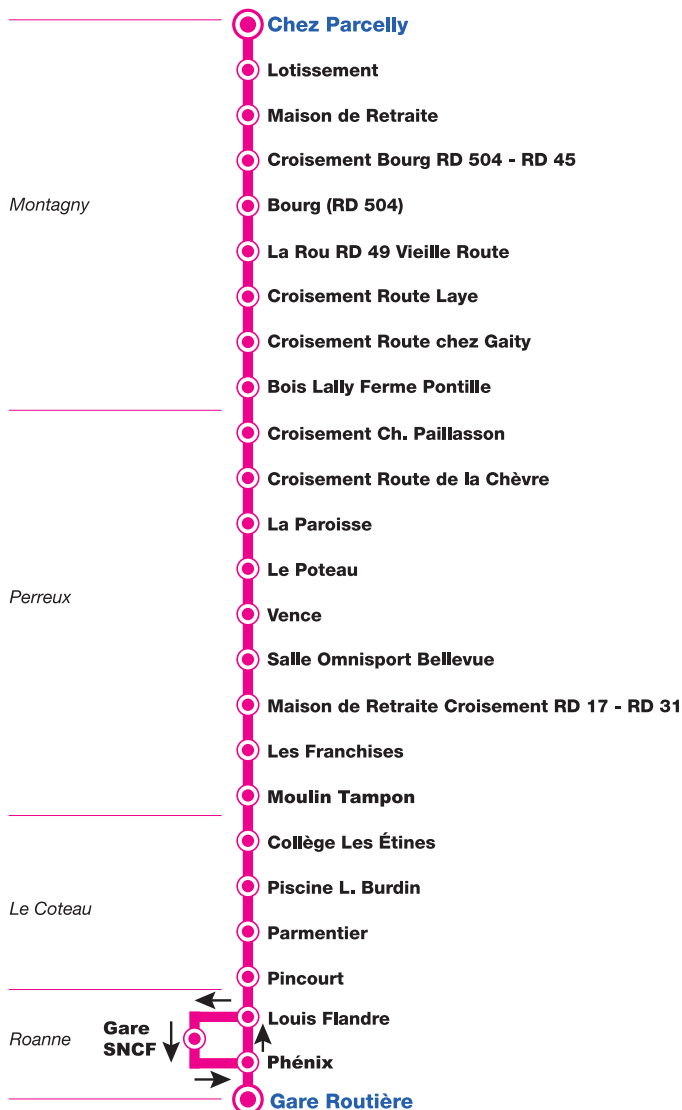 Chez Parcelly
Lotissement
Maison de Retraite
Croisement Bourg RD 504 - RD 45
Montagny
Bourg (RD 504)
La Rou RD 49 Vieille Route
Croisement Route Laye
Croisement Route chez Gaity
Bois Lally Ferme Pontille
Croisement Ch. Paillasson
Croisement Route de la Chèvre
La Paroisse
Le Poteau
Perreux
Vence
Salle Omnisport Bellevue
Maison de Retraite Croisement RD 17 - RD 31
Les Franchises
Moulin Tampon
Collège Les Étines
Piscine L. Burdin
Le Coteau
Parmentier
Pincourt
Louis Flandre
Roanne
Gare
SNCF
Phénix
Gare Routière